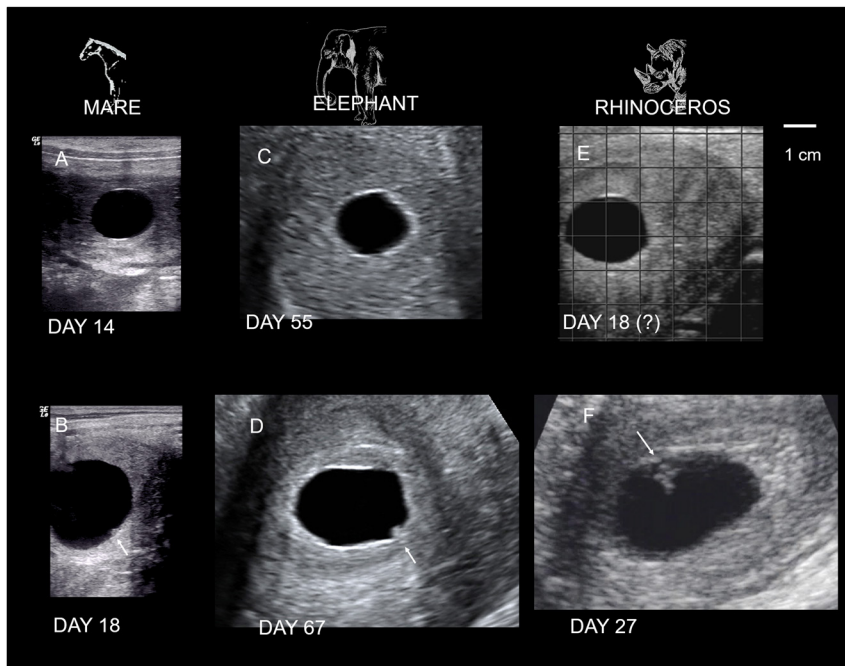 MARE
ELEPHANT
RHINOCEROS
A
C
E
1 cm
DAY 14
DAY 55
DAY 18 (?)
B
D
F
DAY 18
DAY 67
DAY 27